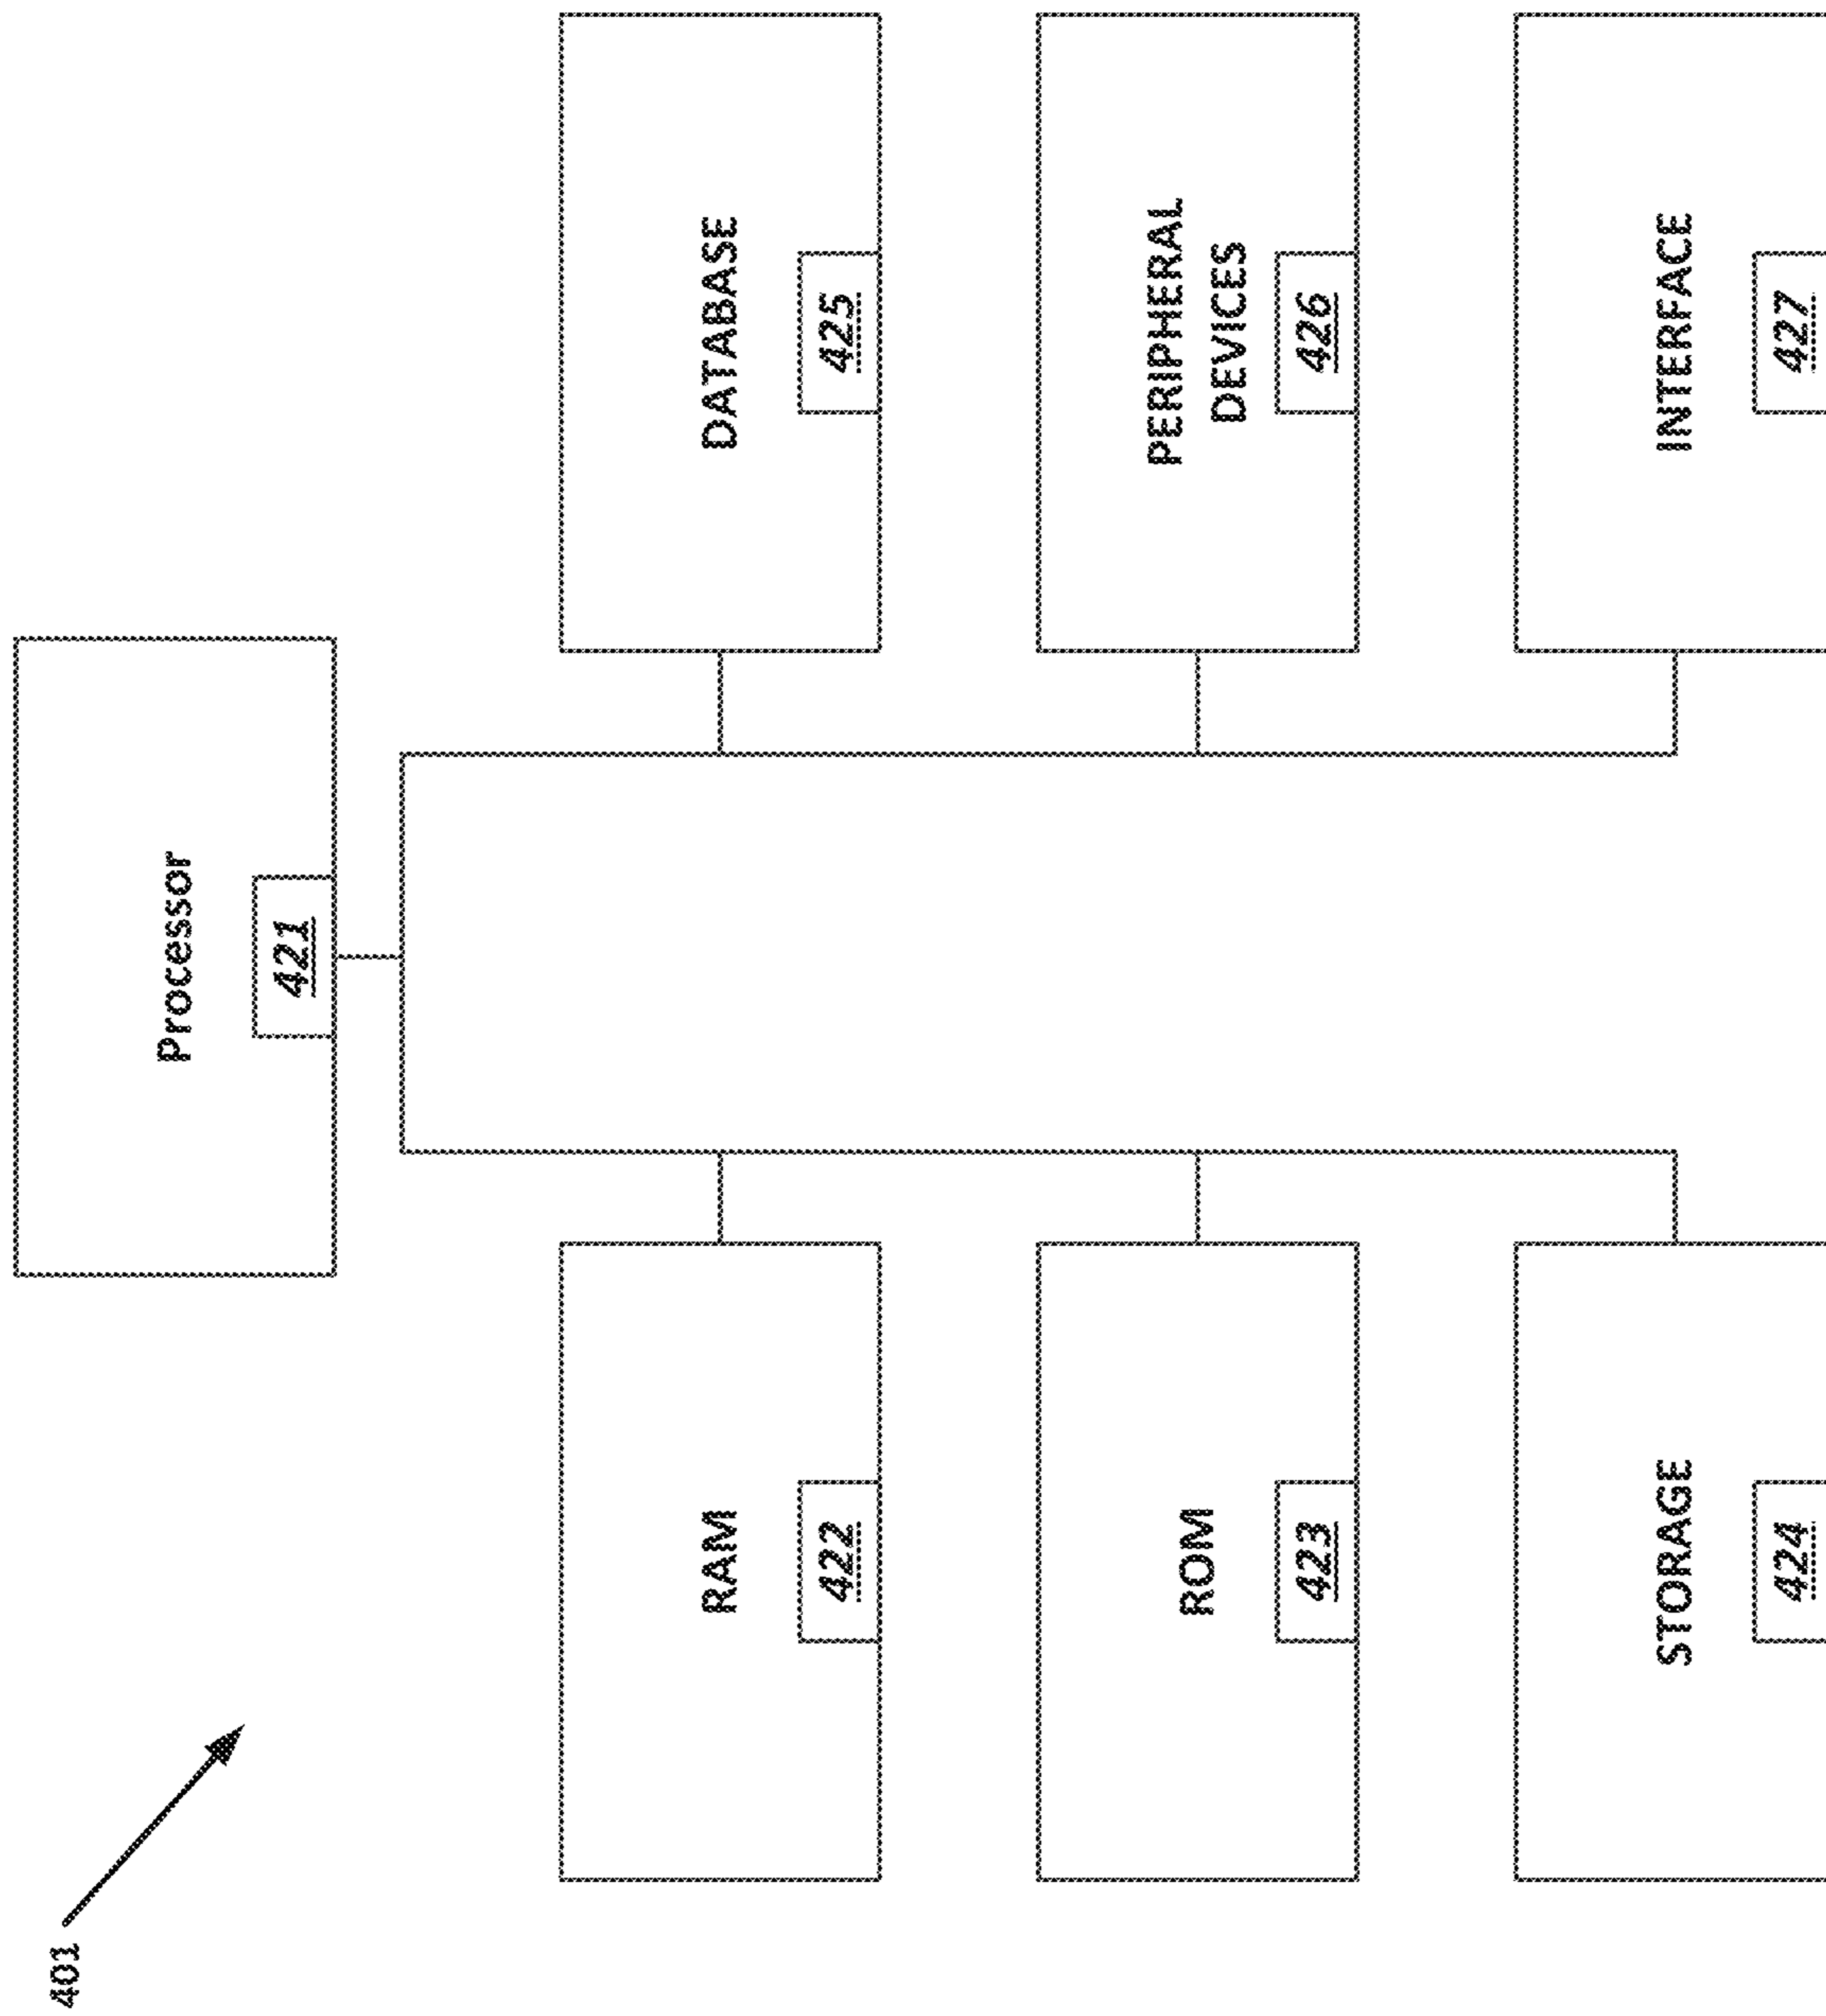 401
Processor
421
RAM
422
DATABASE
425
ROM
423
PERIPHERAL
DEVICES
426
STORAGE
424
INTERFACE
427